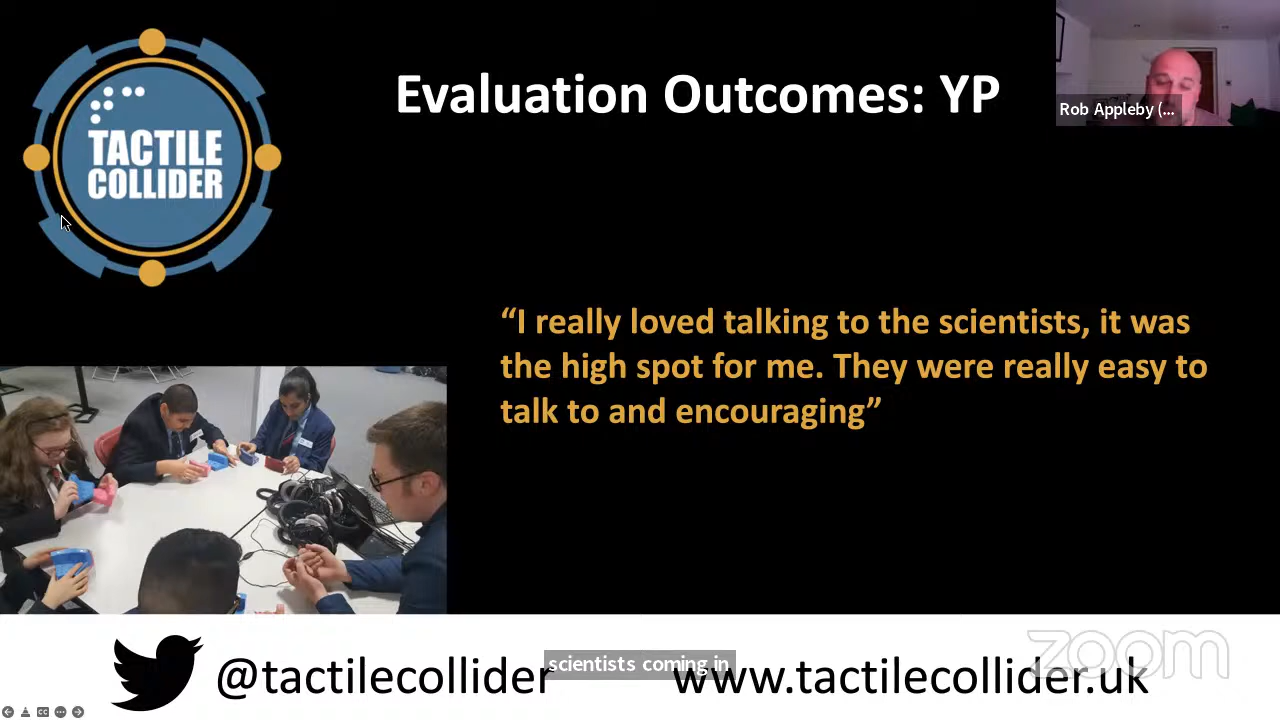 Evaluation Outcomes: YP
Rob Appleby (...
TACTILE
COLLIDER
“I really loved talking to the scientists, it was
the high spot for me. They were really easy to
talk to and encouraging”
scientists coming in
@tactilecollider
www.tactilecollider.uk
zoom
CC